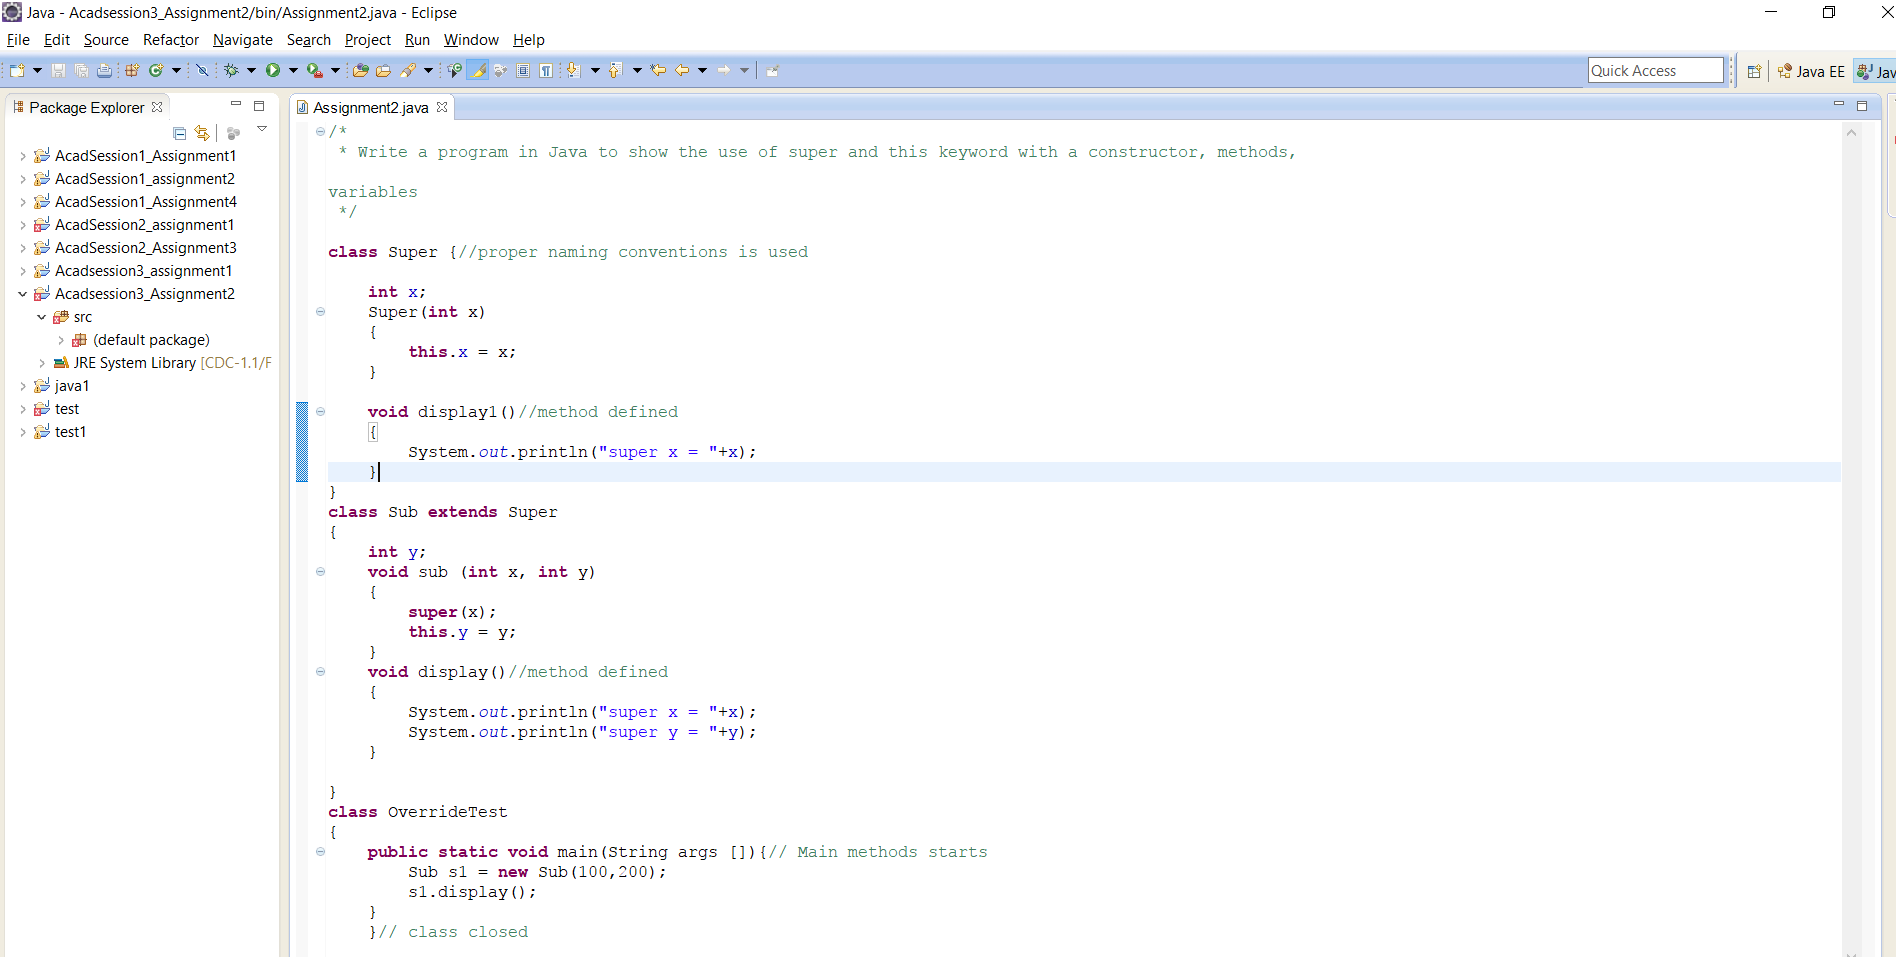 Java - Acadsession3_Assignment2/bin/Assignment2.java - Eclipse
File Edit Source Refactor Navigate Search Project Run Window Help
Quick Access
Java EE
Jav
Package Explorer
Assignment2.java
AcadSession1_Assignment1
AcadSession1_assignment2
AcadSession1_Assignment4
AcadSession2_assignment1
AcadSession2_Assignment3
Acadsession3_assignment1
Acadsession3_Assignment2
src
(default package)
JRE System Library [CDC-1.1/F
java1
test
test1
/*
 * Write a program in Java to show the use of super and this keyword with a constructor, methods,
variables
 */
class Super {//proper naming conventions is used
    int x;
    Super(int x)
    {
        this.x = x;
    }
    void display1()//method defined
    {
        System.out.println("super x = "+x);
    }
}
class Sub extends Super
{
    int y;
    void sub (int x, int y)
    {
        super(x);
        this.y = y;
    }
    void display()//method defined
    {
        System.out.println("super x = "+x);
        System.out.println("super y = "+y);
    }
}
class OverrideTest
{
    public static void main(String args []){// Main methods starts
        Sub s1 = new Sub(100,200);
        s1.display();
    }
    }// class closed